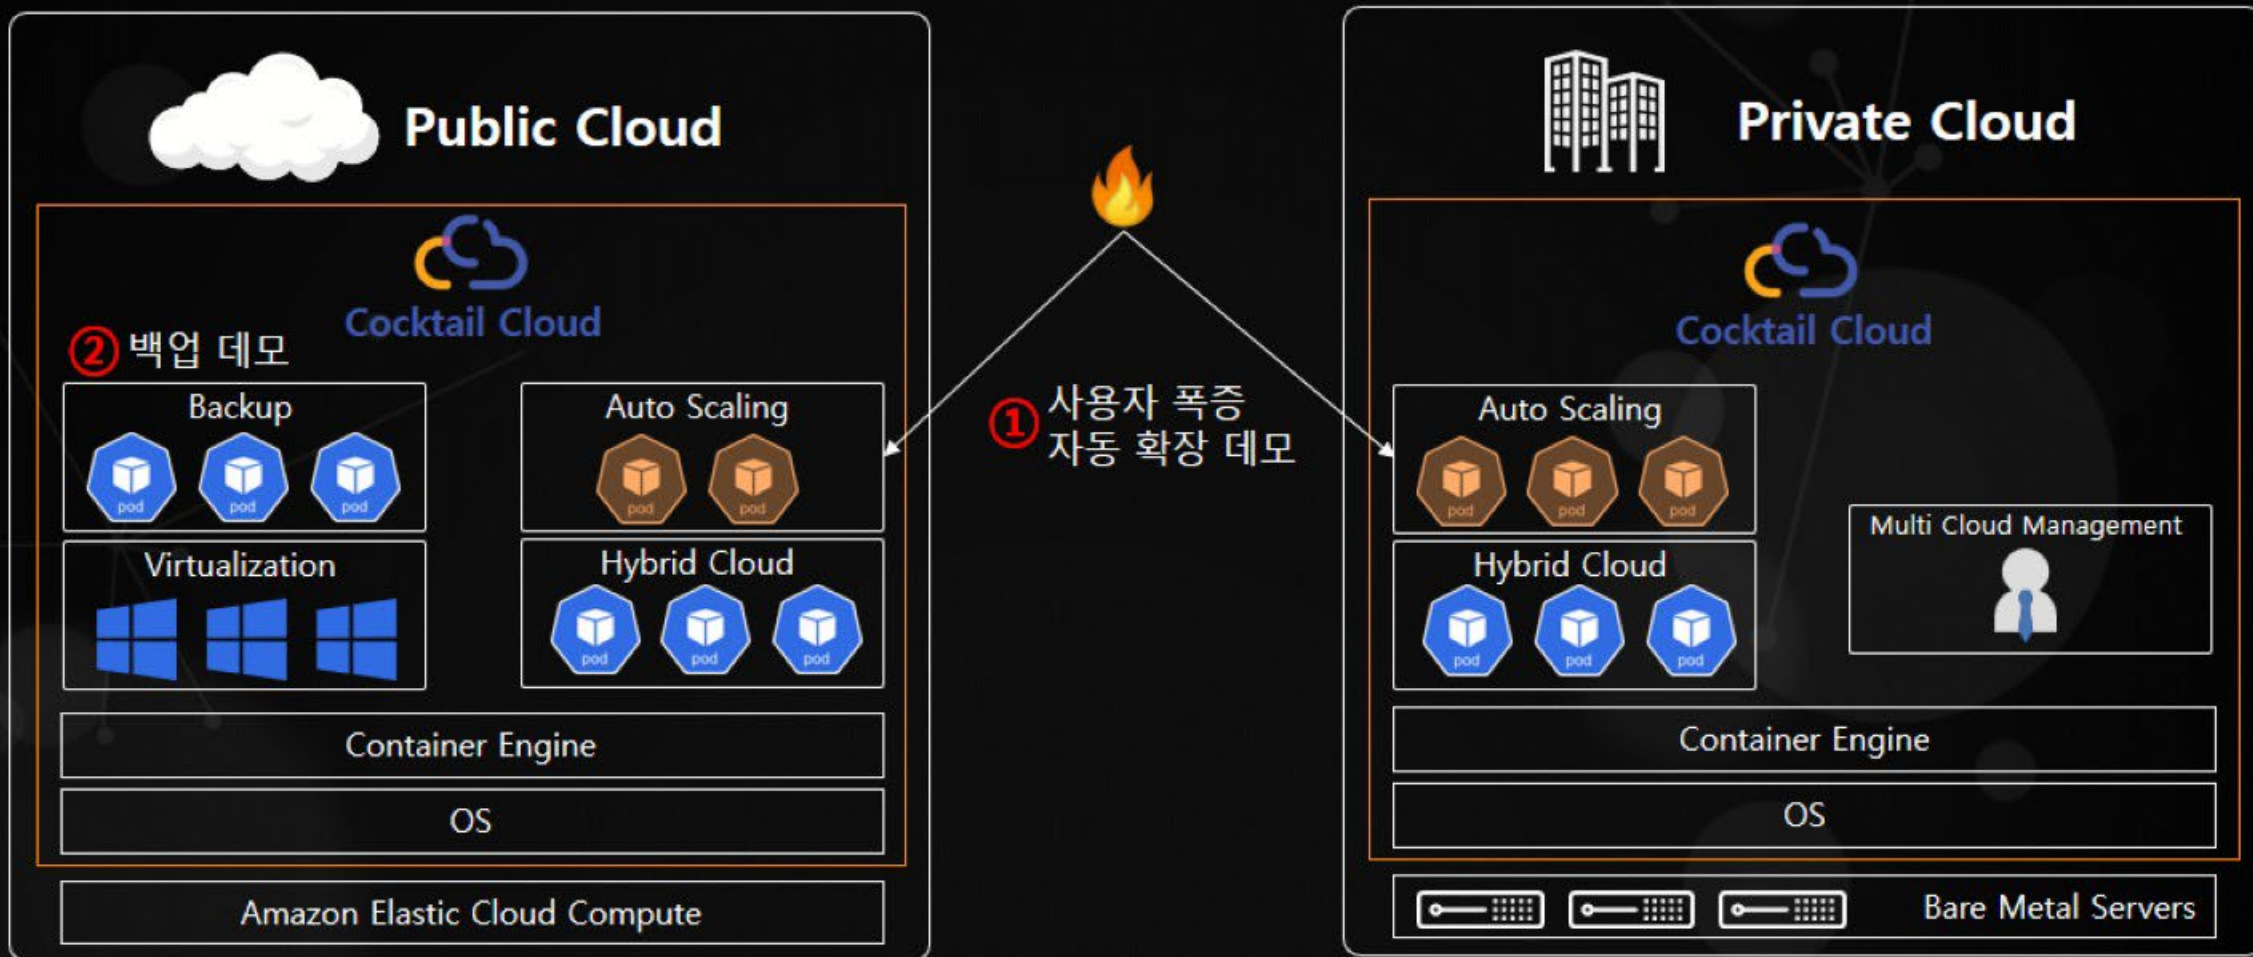 Public Cloud
Cocktail Cloud
② 백업 데모
Backup
pod pod pod
Auto Scaling
pod pod
Virtualization
Hybrid Cloud
pod pod pod
Container Engine
OS
Amazon Elastic Cloud Compute
① 사용자 폭증
자동 확장 데모
Private Cloud
Cocktail Cloud
Auto Scaling
pod pod pod
Hybrid Cloud
pod pod pod
Multi Cloud Management
Container Engine
OS
Bare Metal Servers